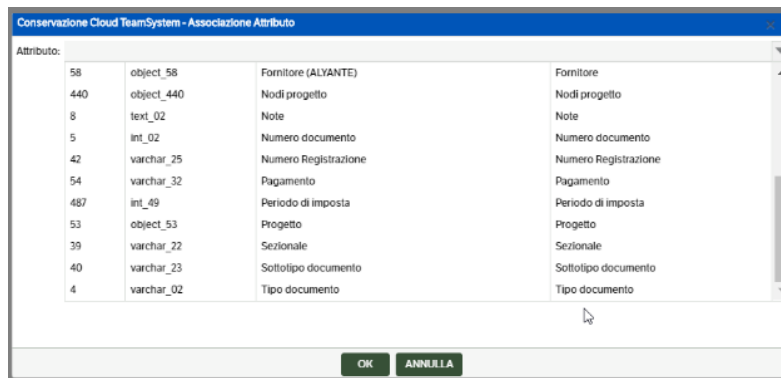 Conservazione Cloud TeamSystem - Associazione Attributo
Attributo:
58 object_58 Fornitore (ALYANTE) Fornitore
440 object_440 Nodi progetto Nodi progetto
8 text_02 Note Note
5 int_02 Numero documento Numero documento
42 varchar_25 Numero Registrazione Numero Registrazione
54 varchar_32 Pagamento Pagamento
487 int_49 Periodo di imposta Periodo di imposta
53 object_53 Progetto Progetto
39 varchar_22 Sezionale Sezionale
40 varchar_23 Sottotipo documento Sottotipo documento
4 varchar_02 Tipo documento Tipo documento
OK ANNULLA